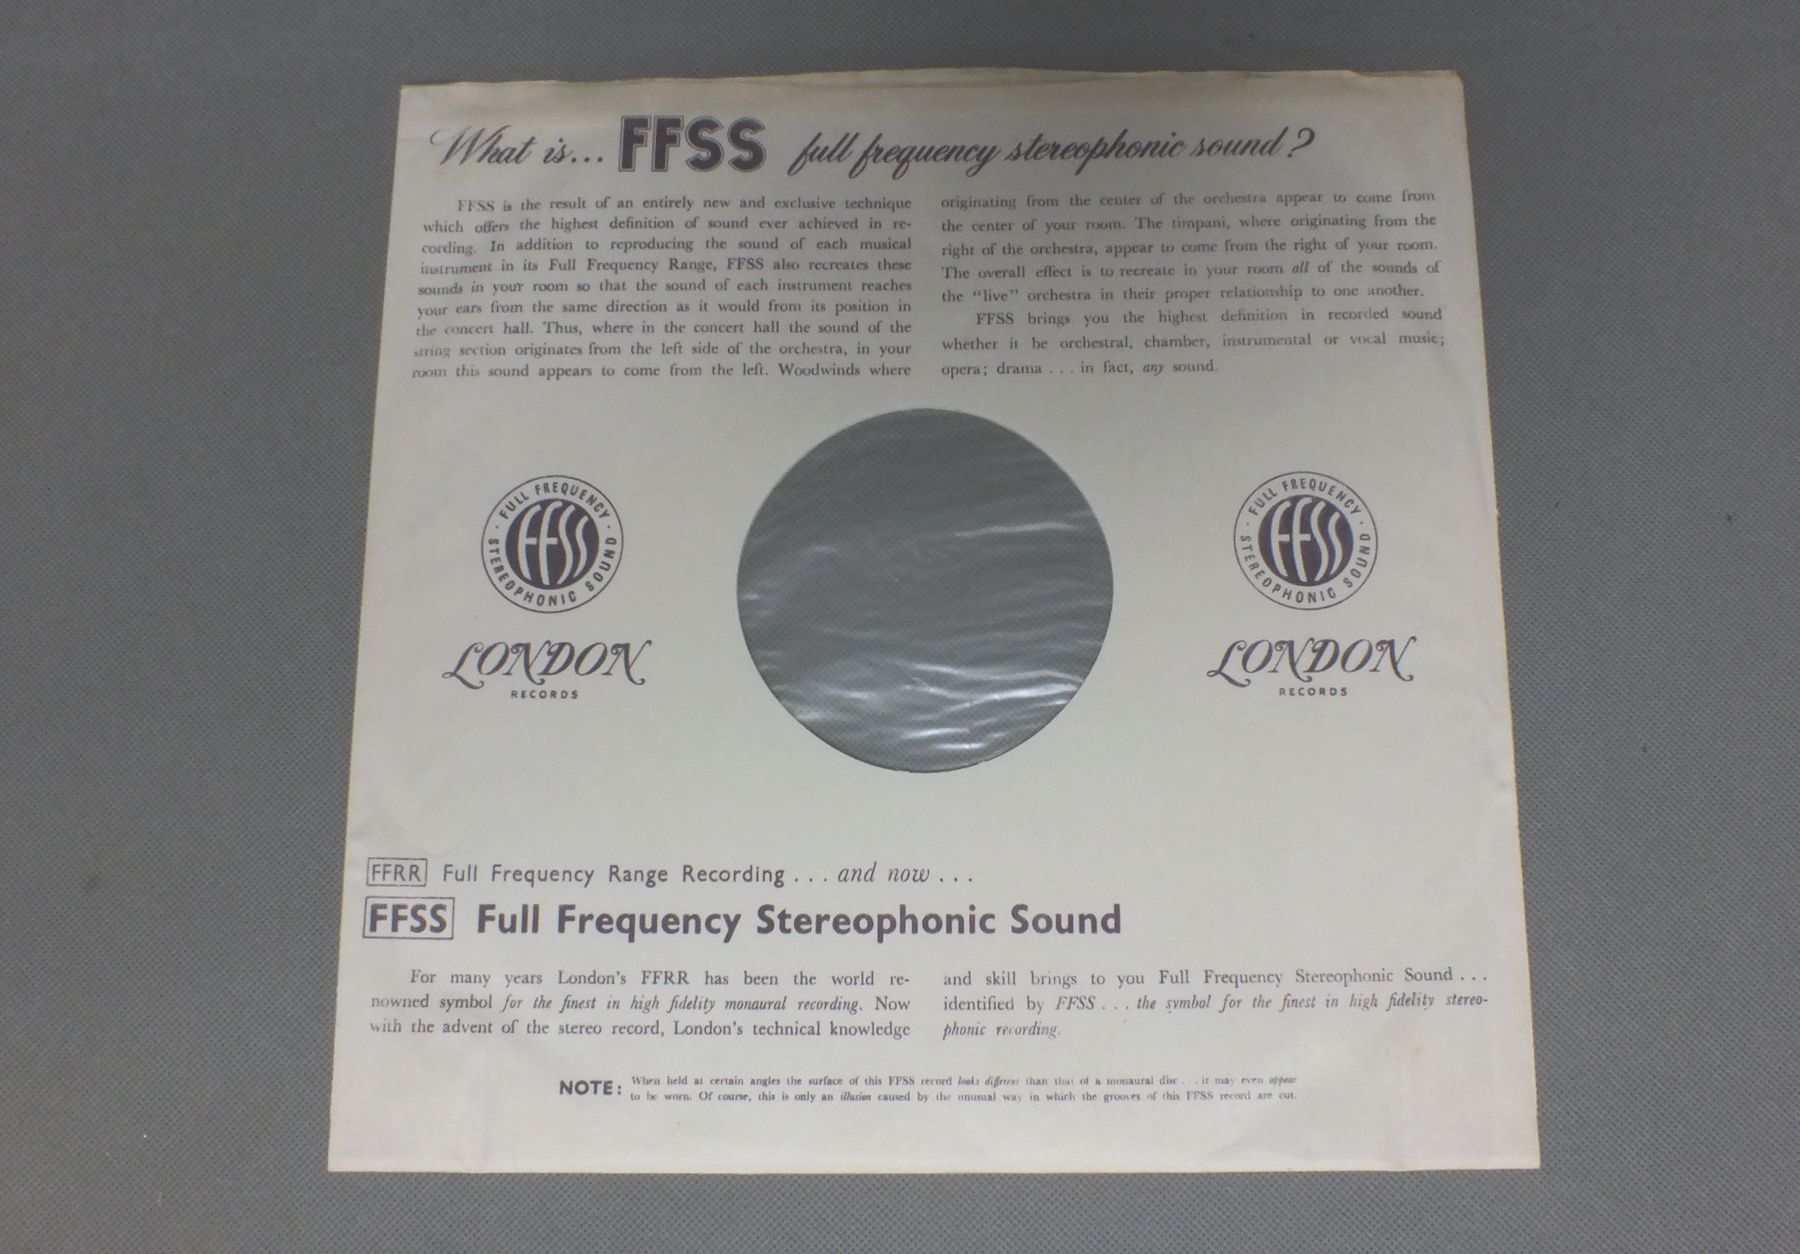 What is... FFSS full frequency stereophonic sound?
FFSS is the result of an entirely new and exclusive technique
which offers the highest definition of sound ever achieved in re-
cording. In addition to reproducing the sound of each musical
instrument in its Full Frequency Range, FFSS also recreates these
sounds in your room so that the sound of each instrument reaches
your ears from the same direction as it would from its position in
the concert hall. Thus, where in the concert hall the sound of the
string section originates from the left side of the orchestra, in your
room this sound appears to come from the left. Woodwinds where
originating from the center of the orchestra appear to come from
the center of your room. The timpani, where originating from the
right of the orchestra, appear to come from the right of your room.
The overall effect is to recreate in your room all of the sounds of
the "live" orchestra in their proper relationship to one another.
FFSS brings you the highest definition in recorded sound
whether it be orchestral, chamber, instrumental or vocal music;
opera; drama . . . in fact, any sound.
FULL FREQUENCY
FFSS
STEREOPHONIC SOUND
LONDON
RECORDS
FULL FREQUENCY
FFSS
STEREOPHONIC SOUND
LONDON
RECORDS
FFRR Full Frequency Range Recording . . . and now . . .
FFSS Full Frequency Stereophonic Sound
For many years London's FFRR has been the world re-
nowned symbol for the finest in high fidelity monaural recording. Now
with the advent of the stereo record, London's technical knowledge
and skill brings to you Full Frequency Stereophonic Sound . . .
identified by FFSS . . . the symbol for the finest in high fidelity stereo-
phonic recording.
NOTE: When held at certain angles the surface of this FFSS record looks different than that of a monaural disc . . . it may even appear
to be worn. Of course, this is only an illusion caused by the unusual way in which the grooves of this FFSS record are cut.